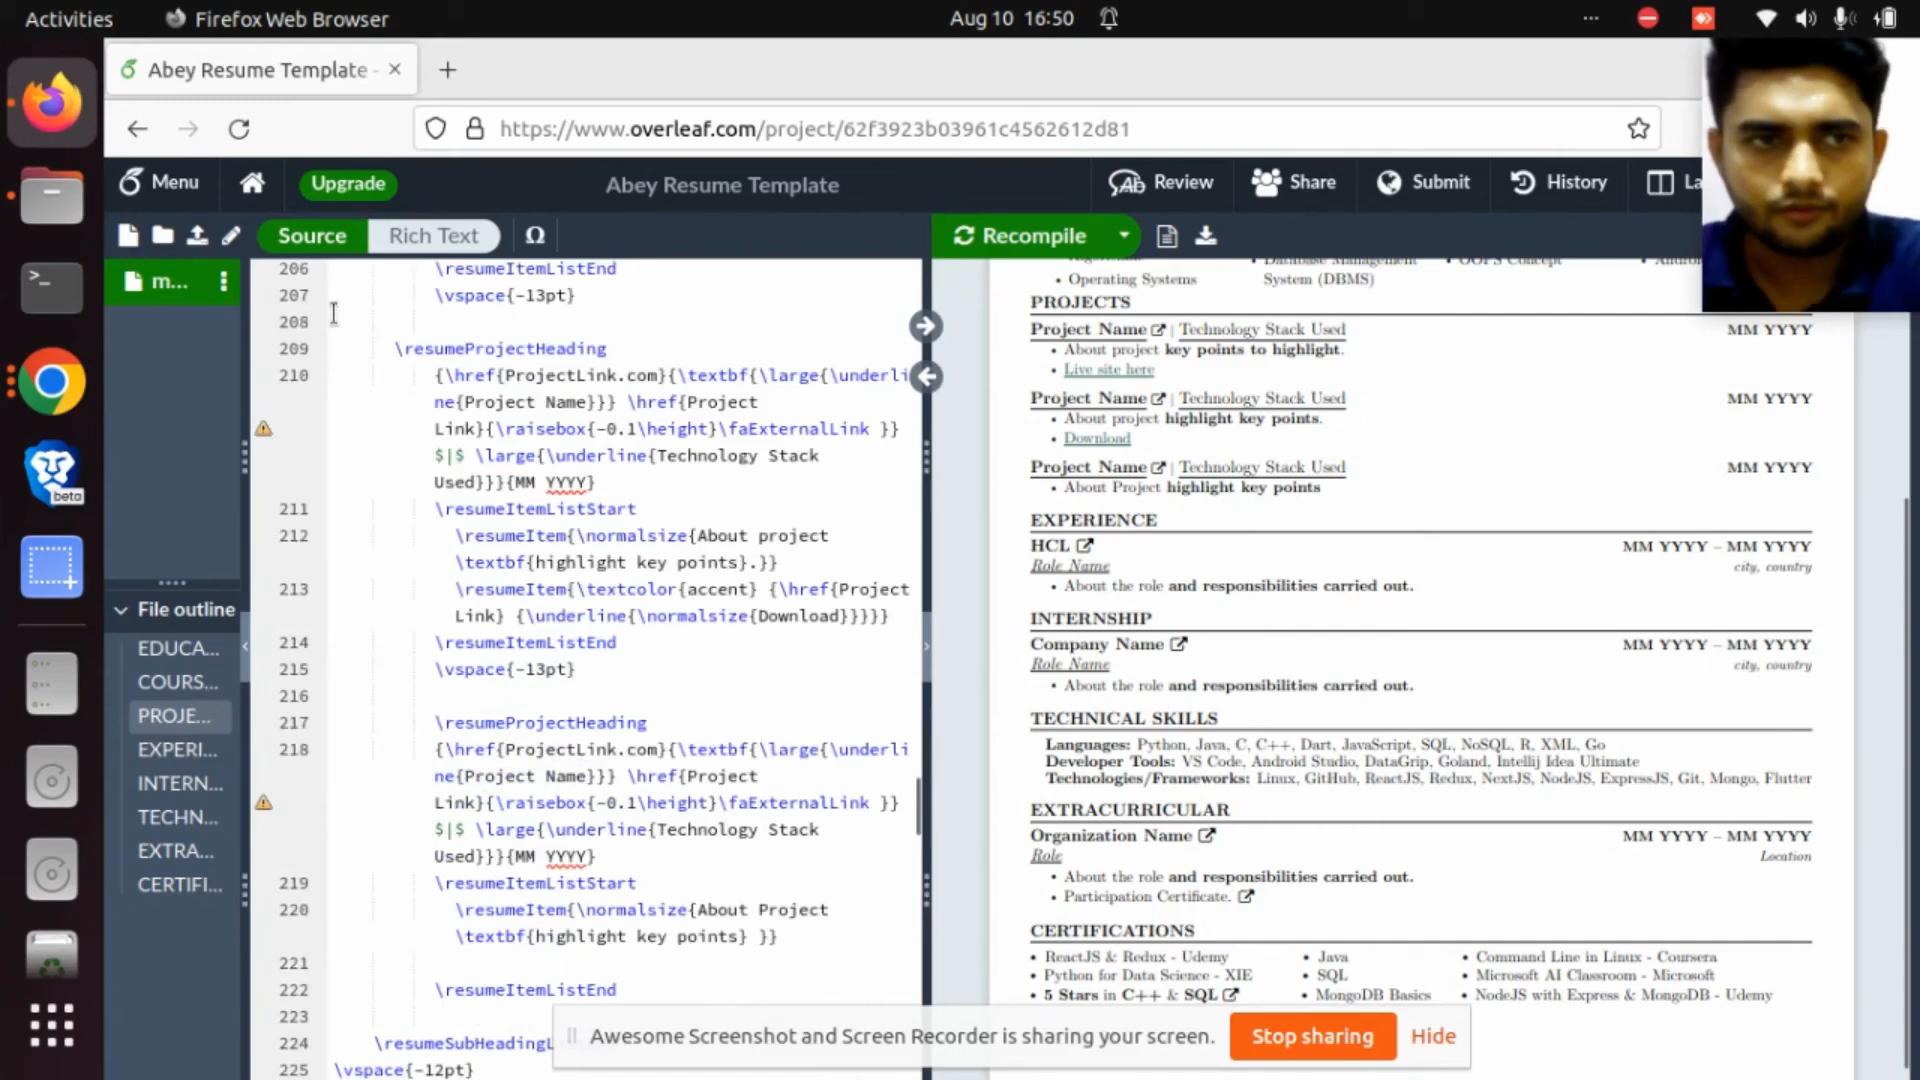 Activities
Firefox Web Browser
Aug 10 16:50
Abey Resume Template -
https://www.overleaf.com/project/62f3923b03961c4562612d81
Menu
Upgrade
Abey Resume Template
Review
Share
Submit
History
La
Source
Rich Text
Ω
Recompile
m...
File outline
EDUCA...
COURS...
PROJE...
EXPERI...
INTERN...
TECHN...
EXTRA...
CERTIFI...
beta
206 \resumeItemListEnd
207 \vspace{-13pt}
208
209 \resumeProjectHeading
210 {\href{ProjectLink.com}{\textbf{\large{\underli
ne{Project Name}}} \href{Project
Link}{\raisebox{-0.1\height}\faExternalLink }}
$|$ \large{\underline{Technology Stack
Used}}}{MM YYYY}
211 \resumeItemListStart
212 \resumeItem{\normalsize{About project
\textbf{highlight key points}.}}
213 \resumeItem{\textcolor{accent} {\href{Project
Link} {\underline{\normalsize{Download}}}}}
214 \resumeItemListEnd
215 \vspace{-13pt}
216
217 \resumeProjectHeading
218 {\href{ProjectLink.com}{\textbf{\large{\underli
ne{Project Name}}} \href{Project
Link}{\raisebox{-0.1\height}\faExternalLink }}
$|$ \large{\underline{Technology Stack
Used}}}{MM YYYY}
219 \resumeItemListStart
220 \resumeItem{\normalsize{About Project
\textbf{highlight key points} }}
221
222 \resumeItemListEnd
223
224 \resumeSubHeadingL
225 \vspace{-12pt}
• Operating Systems
Database Management
System (DBMS)
OOPS Concept
PROJECTS
Project Name | Technology Stack Used MM YYYY
• About project key points to highlight.
• Live site here
Project Name | Technology Stack Used MM YYYY
• About project highlight key points.
• Download
Project Name | Technology Stack Used MM YYYY
• About Project highlight key points
EXPERIENCE
HCL MM YYYY – MM YYYY
Role Name city, country
• About the role and responsibilities carried out.
INTERNSHIP
Company Name MM YYYY – MM YYYY
Role Name city, country
• About the role and responsibilities carried out.
TECHNICAL SKILLS
Languages: Python, Java, C, C++, Dart, JavaScript, SQL, NoSQL, R, XML, Go
Developer Tools: VS Code, Android Studio, DataGrip, Goland, Intellij Idea Ultimate
Technologies/Frameworks: Linux, GitHub, ReactJS, Redux, NextJS, NodeJS, ExpressJS, Git, Mongo, Flutter
EXTRACURRICULAR
Organization Name MM YYYY – MM YYYY
Role Location
• About the role and responsibilities carried out.
• Participation Certificate.
CERTIFICATIONS
• ReactJS & Redux - Udemy • Java • Command Line in Linux - Coursera
• Python for Data Science - XIE • SQL • Microsoft AI Classroom - Microsoft
• 5 Stars in C++ & SQL • MongoDB Basics • NodeJS with Express & MongoDB - Udemy
Awesome Screenshot and Screen Recorder is sharing your screen.
Stop sharing
Hide